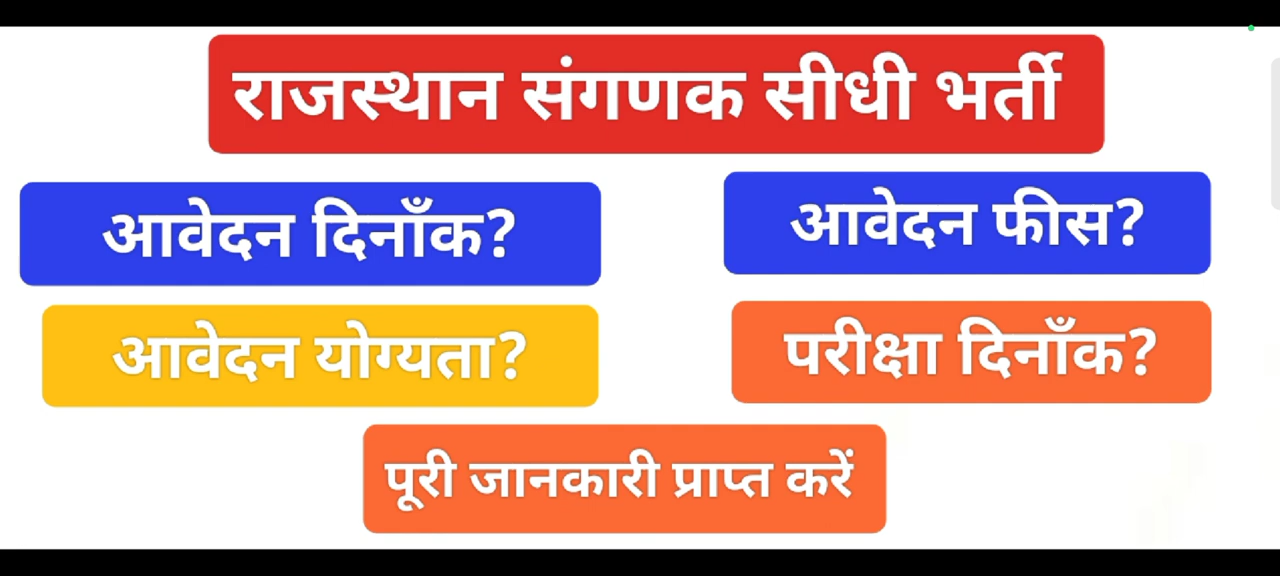 राजस्थान संगणक सीधी भर्ती
आवेदन दिनाँक?
आवेदन फीस?
आवेदन योग्यता?
परीक्षा दिनाँक?
पूरी जानकारी प्राप्त करें